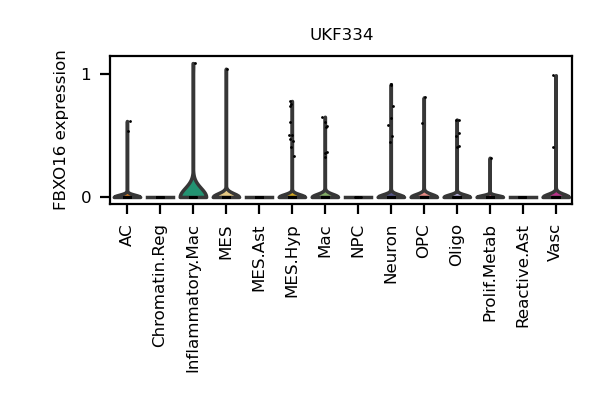 UKF334
FBXO16 expression
1
0
AC
Chromatin.Reg
Inflammatory.Mac
MES
MES.Ast
MES.Hyp
Mac
NPC
Neuron
OPC
Oligo
Prolif.Metab
Reactive.Ast
Vasc